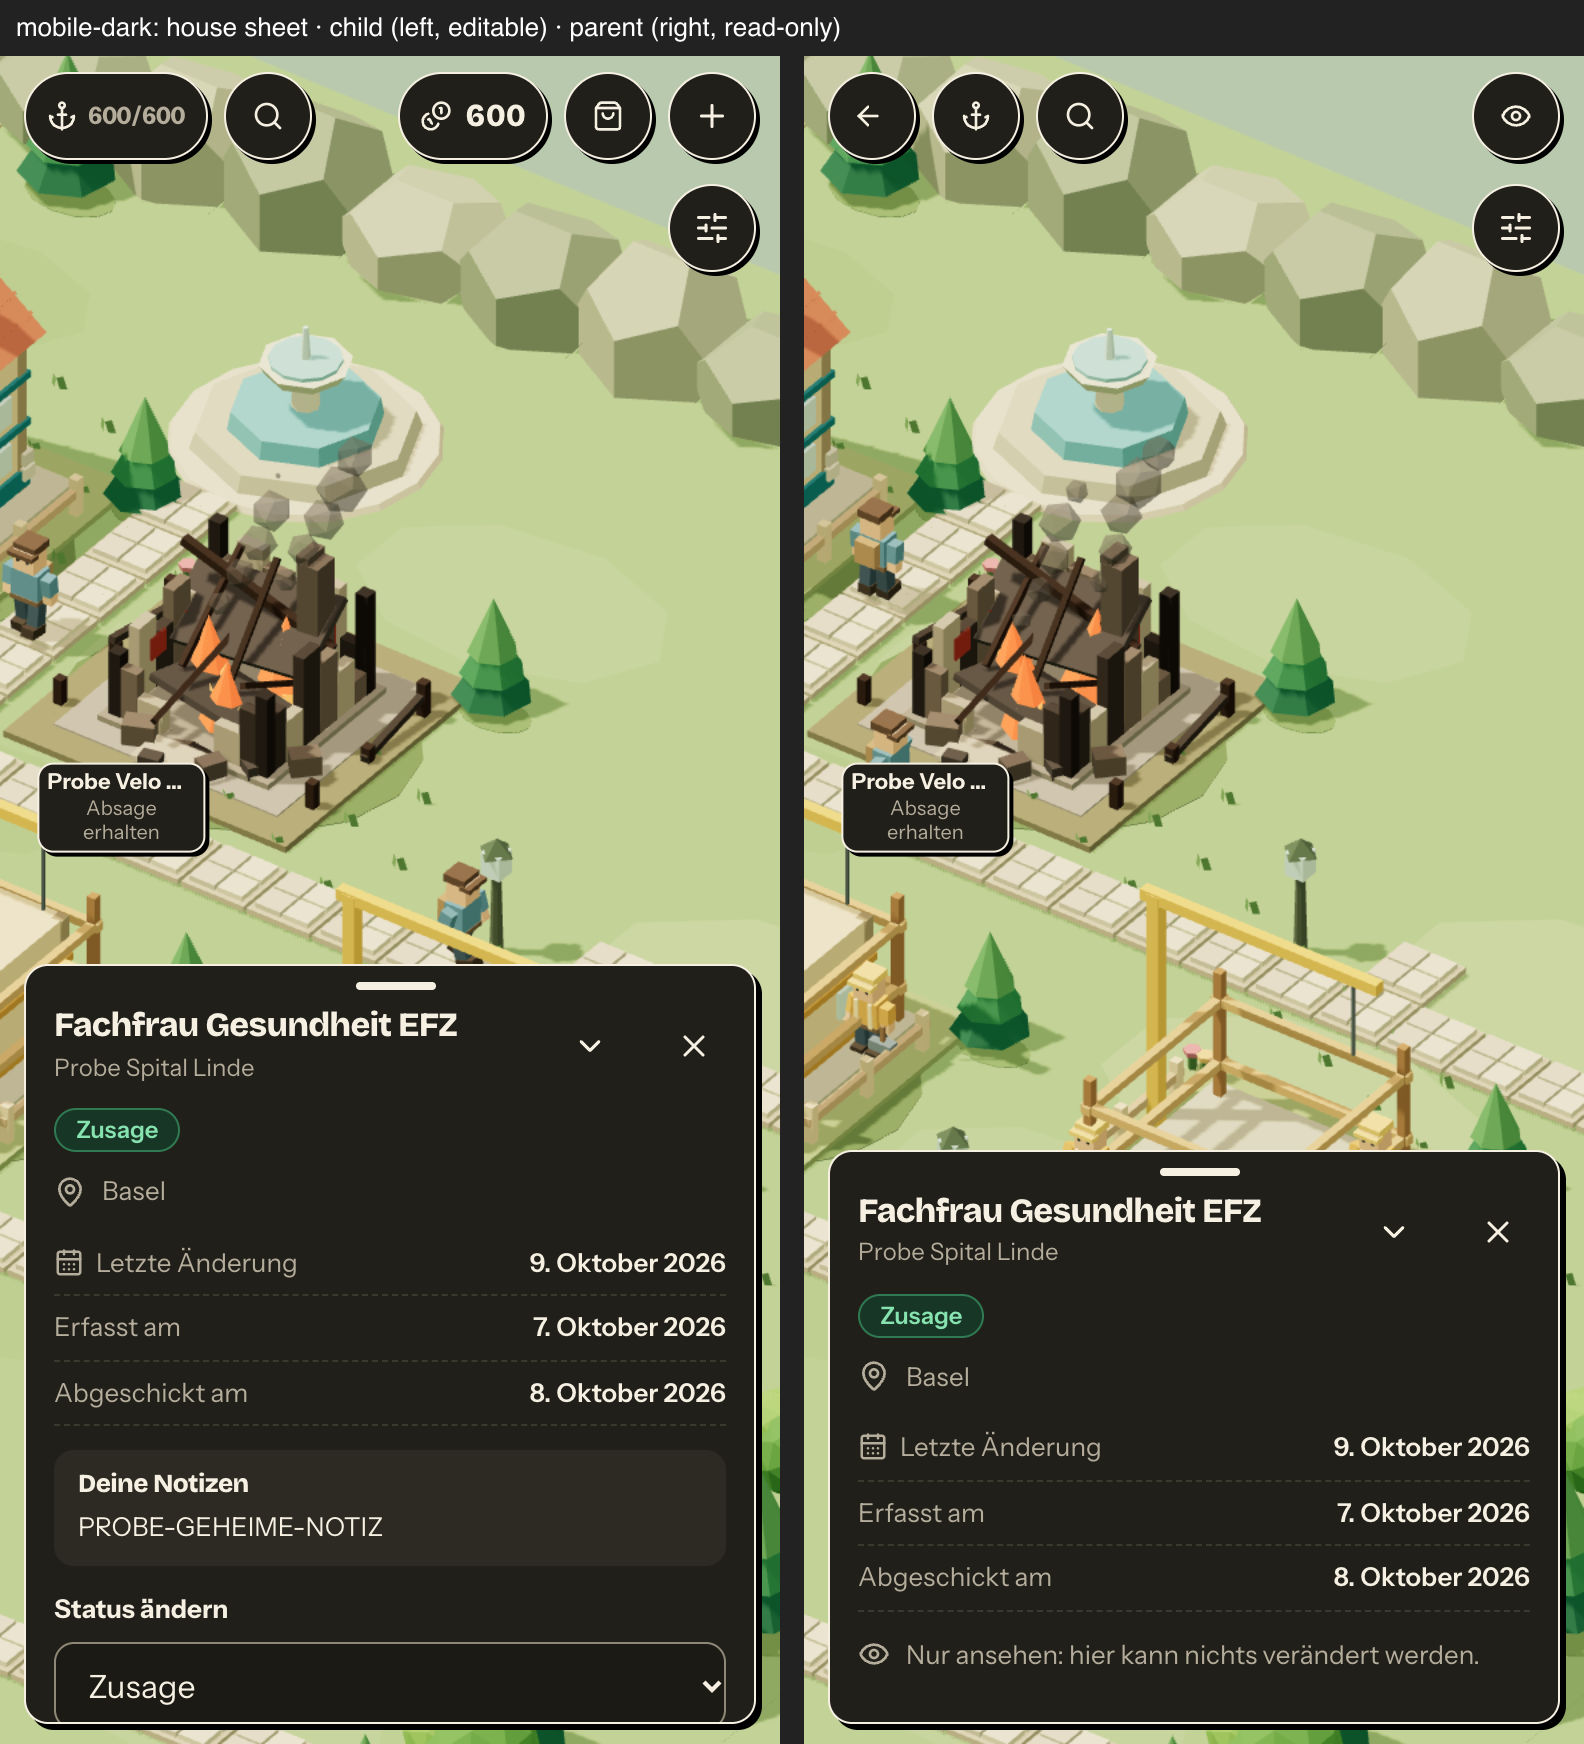 mobile-dark: house sheet · child (left, editable) · parent (right, read-only)
600/600
600
Probe Velo ...
Absage
erhalten
Fachfrau Gesundheit EFZ
Probe Spital Linde
Zusage
Basel
Letzte Änderung 9. Oktober 2026
Erfasst am 7. Oktober 2026
Abgeschickt am 8. Oktober 2026
Deine Notizen
PROBE-GEHEIME-NOTIZ
Status ändern
Zusage
Probe Velo ...
Absage
erhalten
Fachfrau Gesundheit EFZ
Probe Spital Linde
Zusage
Basel
Letzte Änderung 9. Oktober 2026
Erfasst am 7. Oktober 2026
Abgeschickt am 8. Oktober 2026
Nur ansehen: hier kann nichts verändert werden.